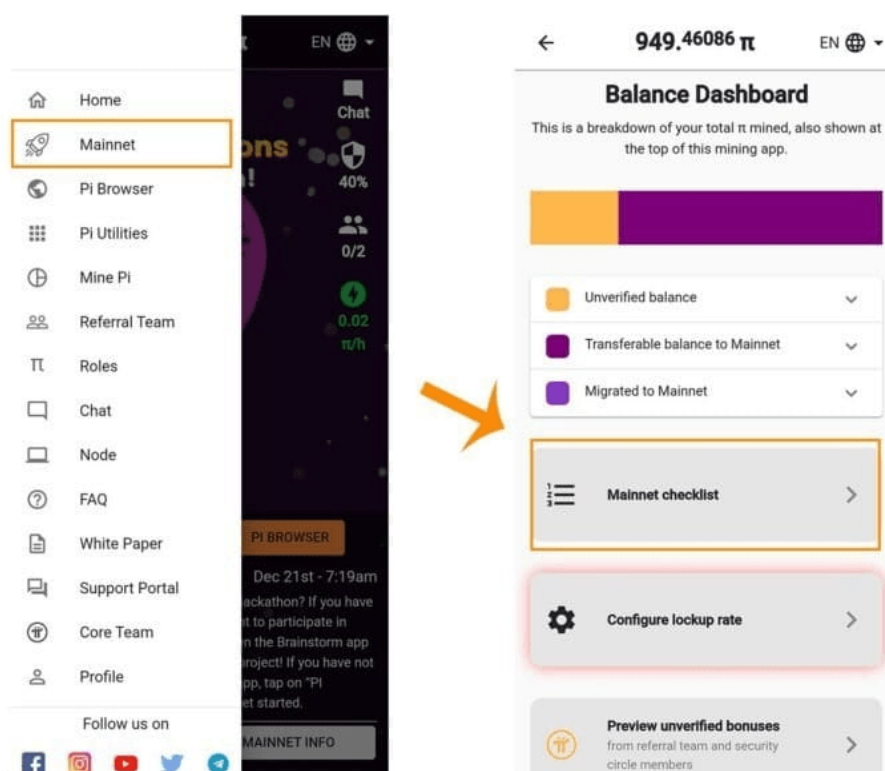 Home
Mainnet
Pi Browser
Pi Utilities
Mine Pi
Referral Team
π Roles
Chat
Node
FAQ
White Paper
Support Portal
Core Team
Profile
Follow us on
EN
Chat
ons
!
40%
0/2
0.02
π/h
PI BROWSER
Dec 21st - 7:19am
ackathon? If you have
t to participate in
n the Brainstorm app
project! If you have not
pp, tap on "PI
et started.
MAINNET INFO
949.46086 π
EN
Balance Dashboard
This is a breakdown of your total π mined, also shown at
the top of this mining app.
Unverified balance
Transferable balance to Mainnet
Migrated to Mainnet
Mainnet checklist
Configure lockup rate
Preview unverified bonuses
from referral team and security
circle members